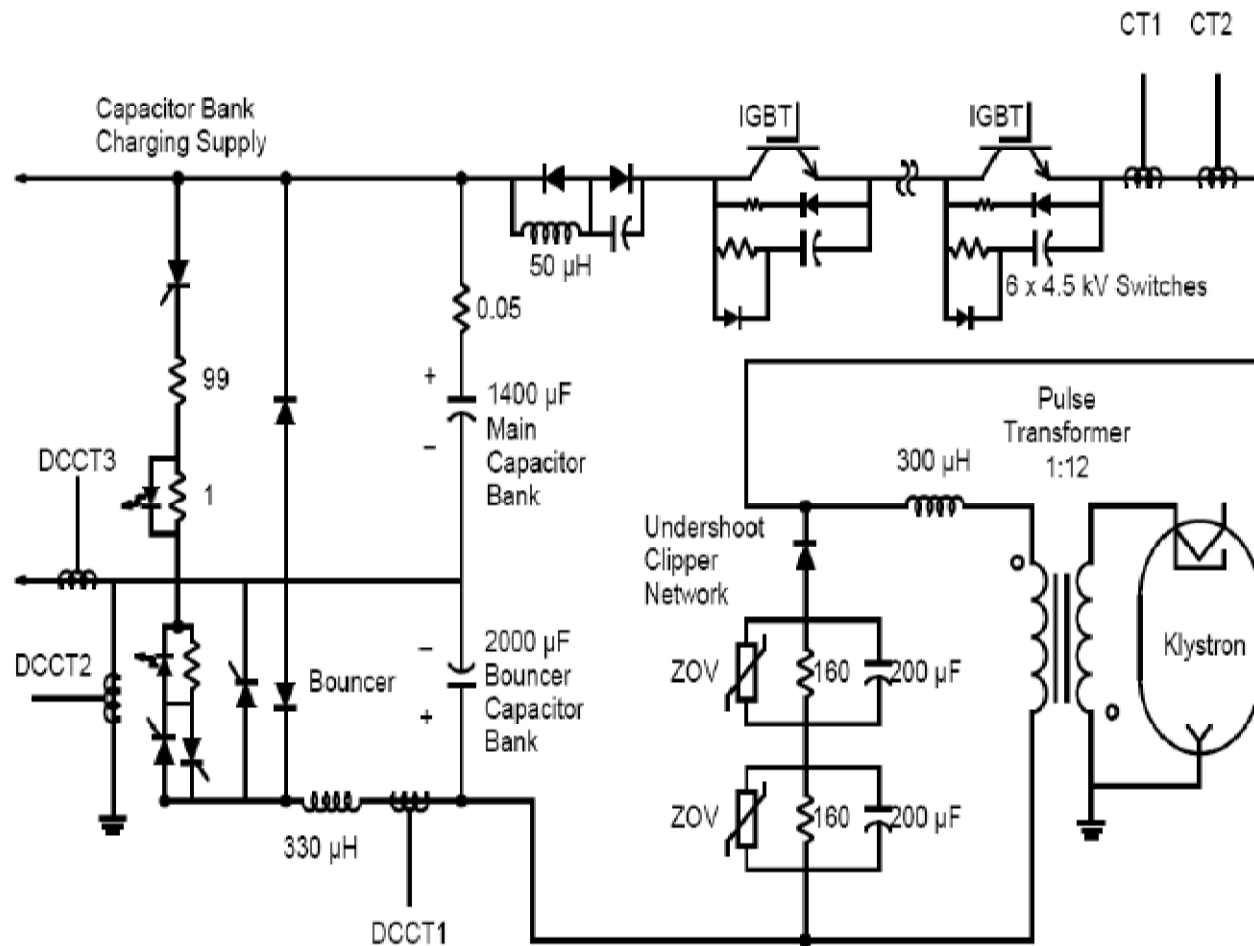 CT1
CT2
Capacitor Bank
Charging Supply
IGBT
IGBT
50 µH
6 x 4.5 kV Switches
0.05
99
+
1400 µF
Main
Capacitor
Bank
−
Pulse
Transformer
1:12
DCCT3
1
300 µH
Undershoot
Clipper
Network
DCCT2
Bouncer
−
2000 µF
Bouncer
Capacitor
Bank
+
ZOV
160
200 µF
Klystron
ZOV
160
200 µF
330 µH
DCCT1